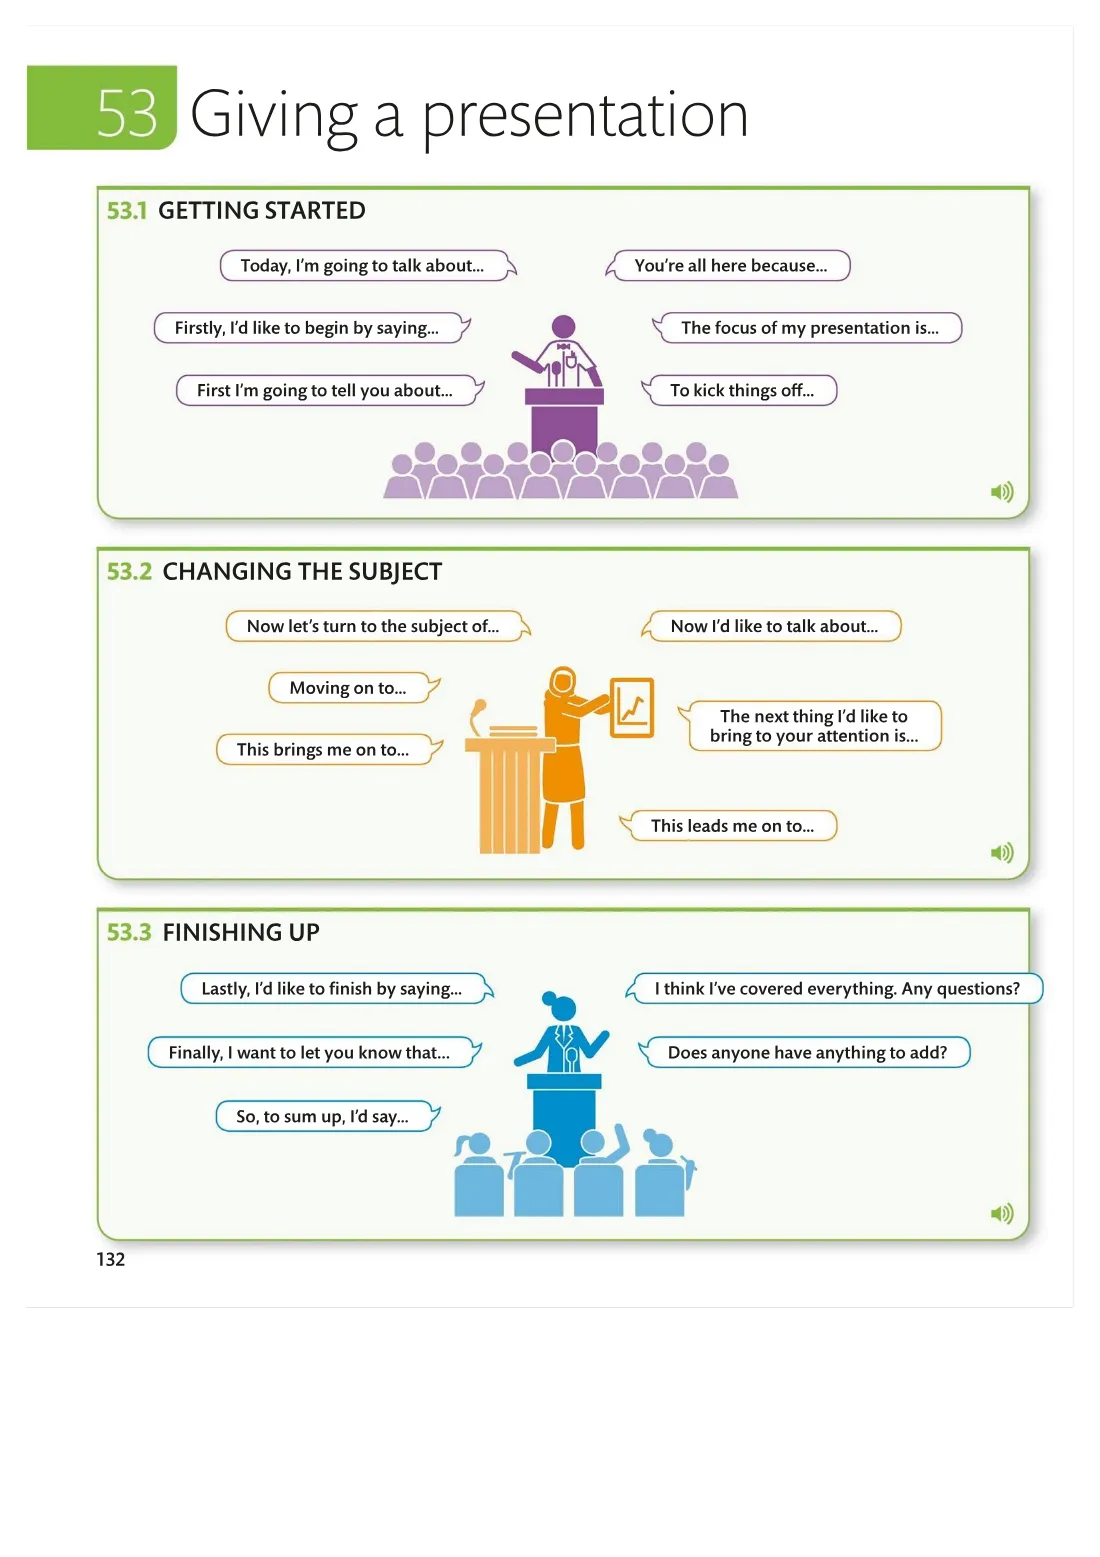 53 Giving a presentation
53.1 GETTING STARTED
Today, I'm going to talk about...
You're all here because...
Firstly, I'd like to begin by saying...
The focus of my presentation is...
First I'm going to tell you about...
To kick things off...
53.2 CHANGING THE SUBJECT
Now let's turn to the subject of...
Now I'd like to talk about...
Moving on to...
The next thing I'd like to
bring to your attention is...
This brings me on to...
This leads me on to...
53.3 FINISHING UP
Lastly, I'd like to finish by saying...
I think I've covered everything. Any questions?
Finally, I want to let you know that...
Does anyone have anything to add?
So, to sum up, I'd say...
132